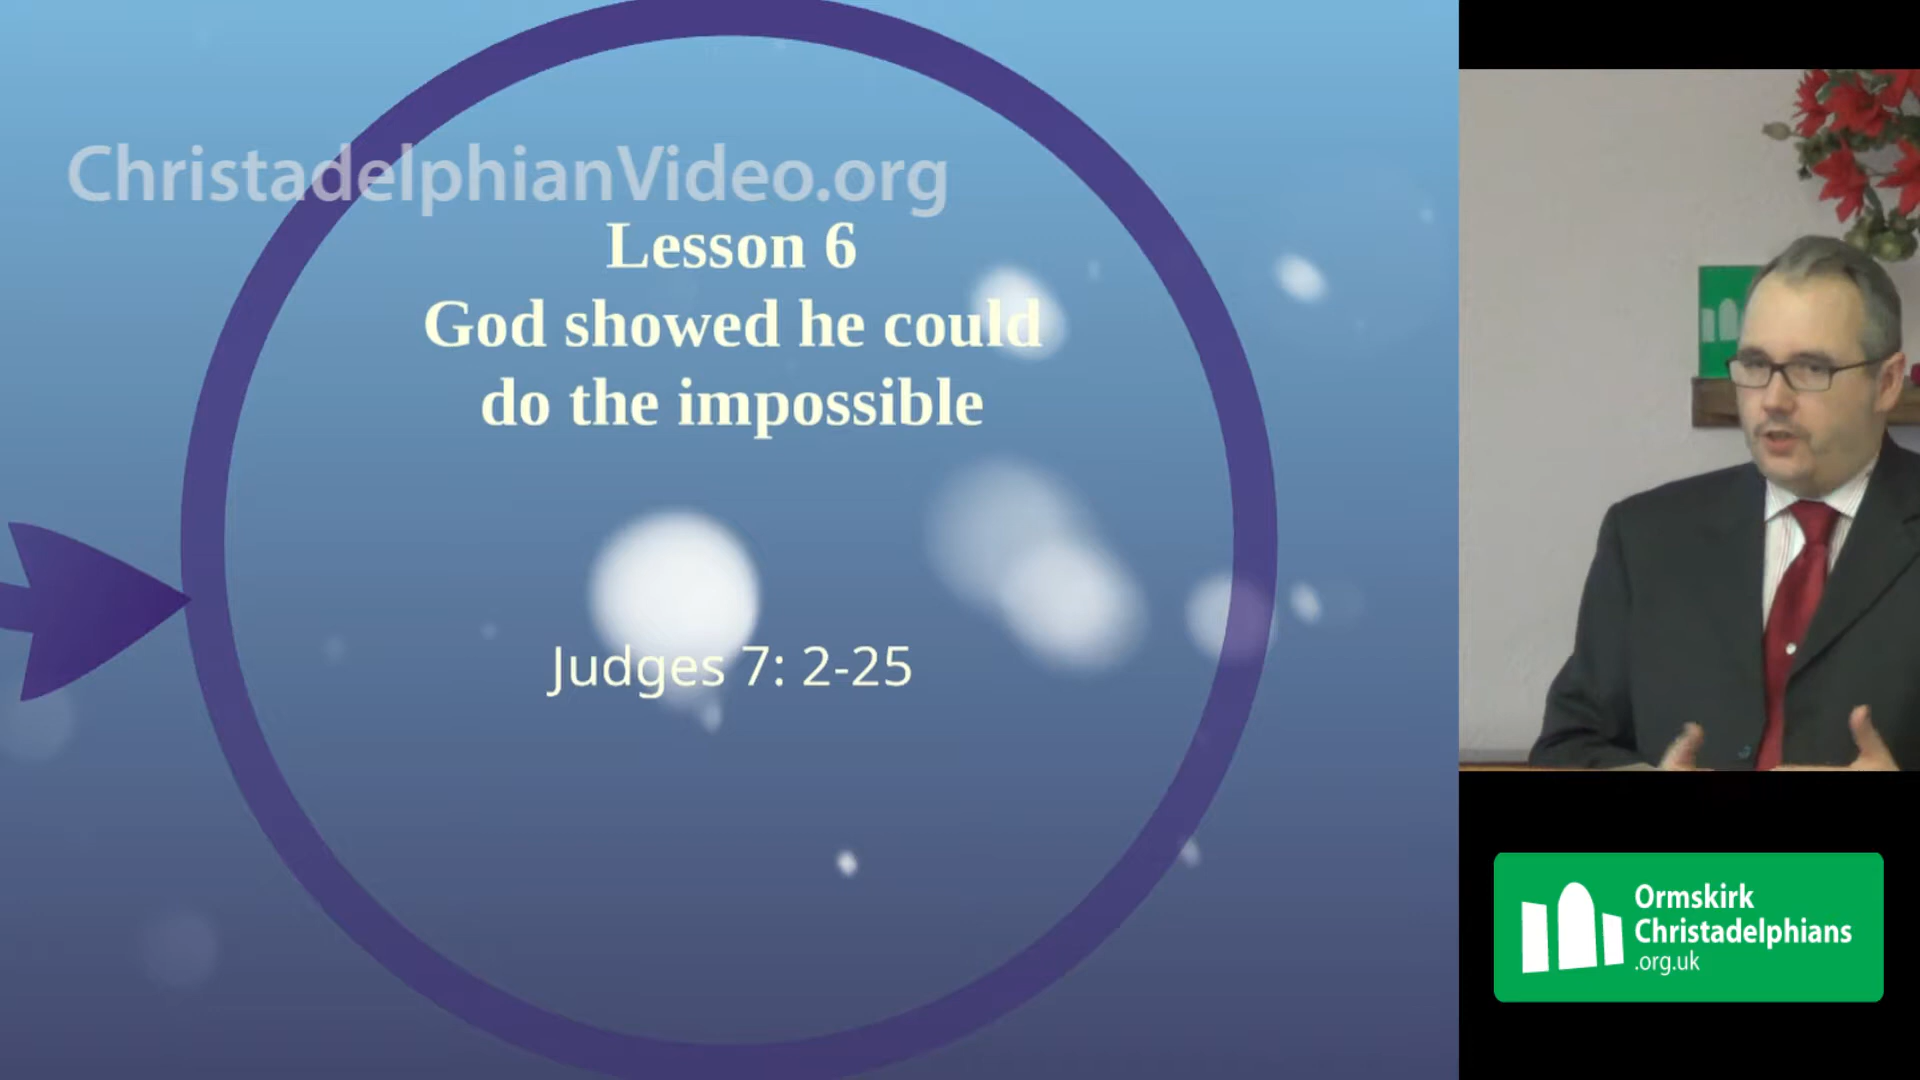 ChristadelphianVideo.org
Lesson 6
God showed he could
do the impossible
Judges 7: 2-25
Ormskirk
Christadelphians
.org.uk